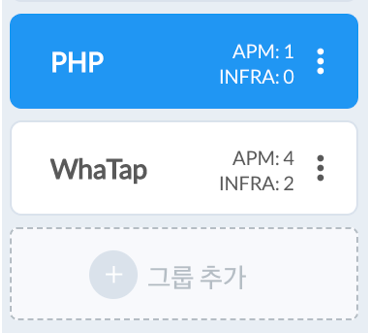 PHP
APM: 1
INFRA: 0
WhaTap
APM: 4
INFRA: 2
그룹 추가